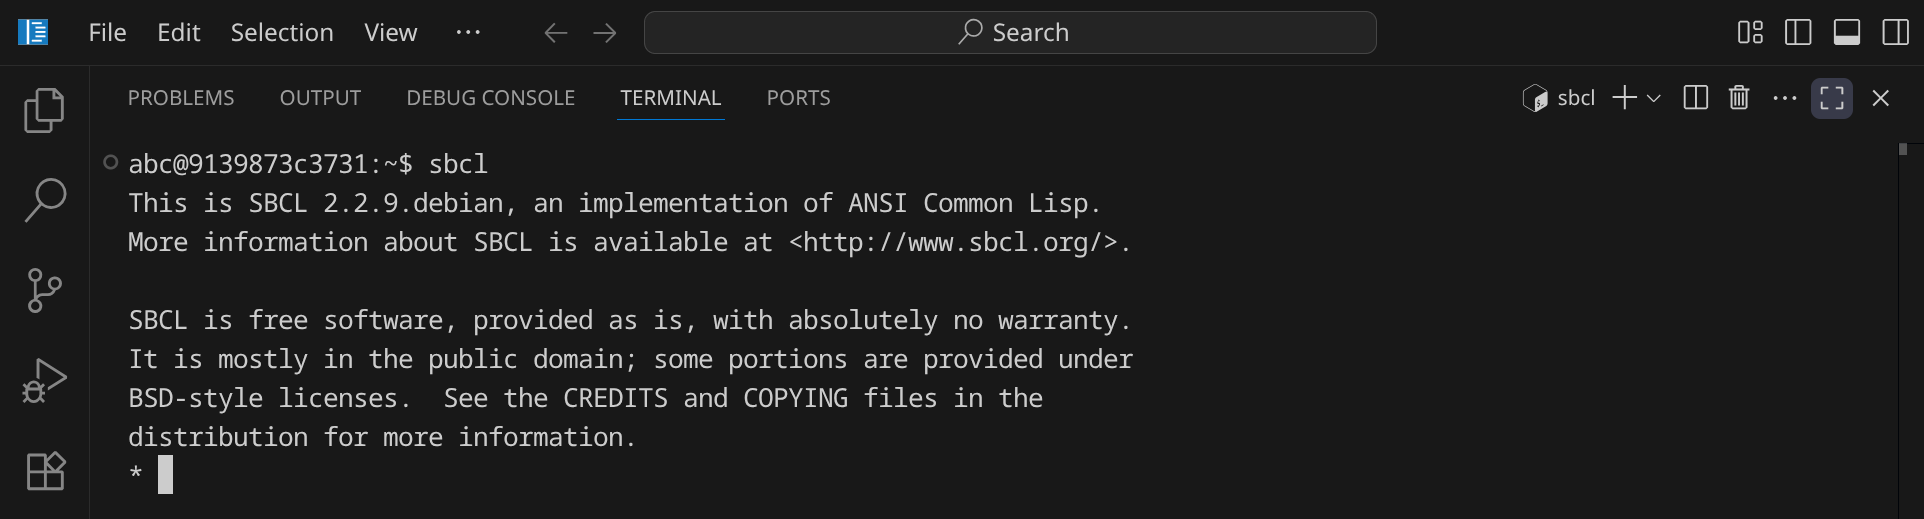 File Edit Selection View ··· Search
PROBLEMS OUTPUT DEBUG CONSOLE TERMINAL PORTS sbcl
abc@9139873c3731:~$ sbcl
This is SBCL 2.2.9.debian, an implementation of ANSI Common Lisp.
More information about SBCL is available at <http://www.sbcl.org/>.
SBCL is free software, provided as is, with absolutely no warranty.
It is mostly in the public domain; some portions are provided under
BSD-style licenses.  See the CREDITS and COPYING files in the
distribution for more information.
*